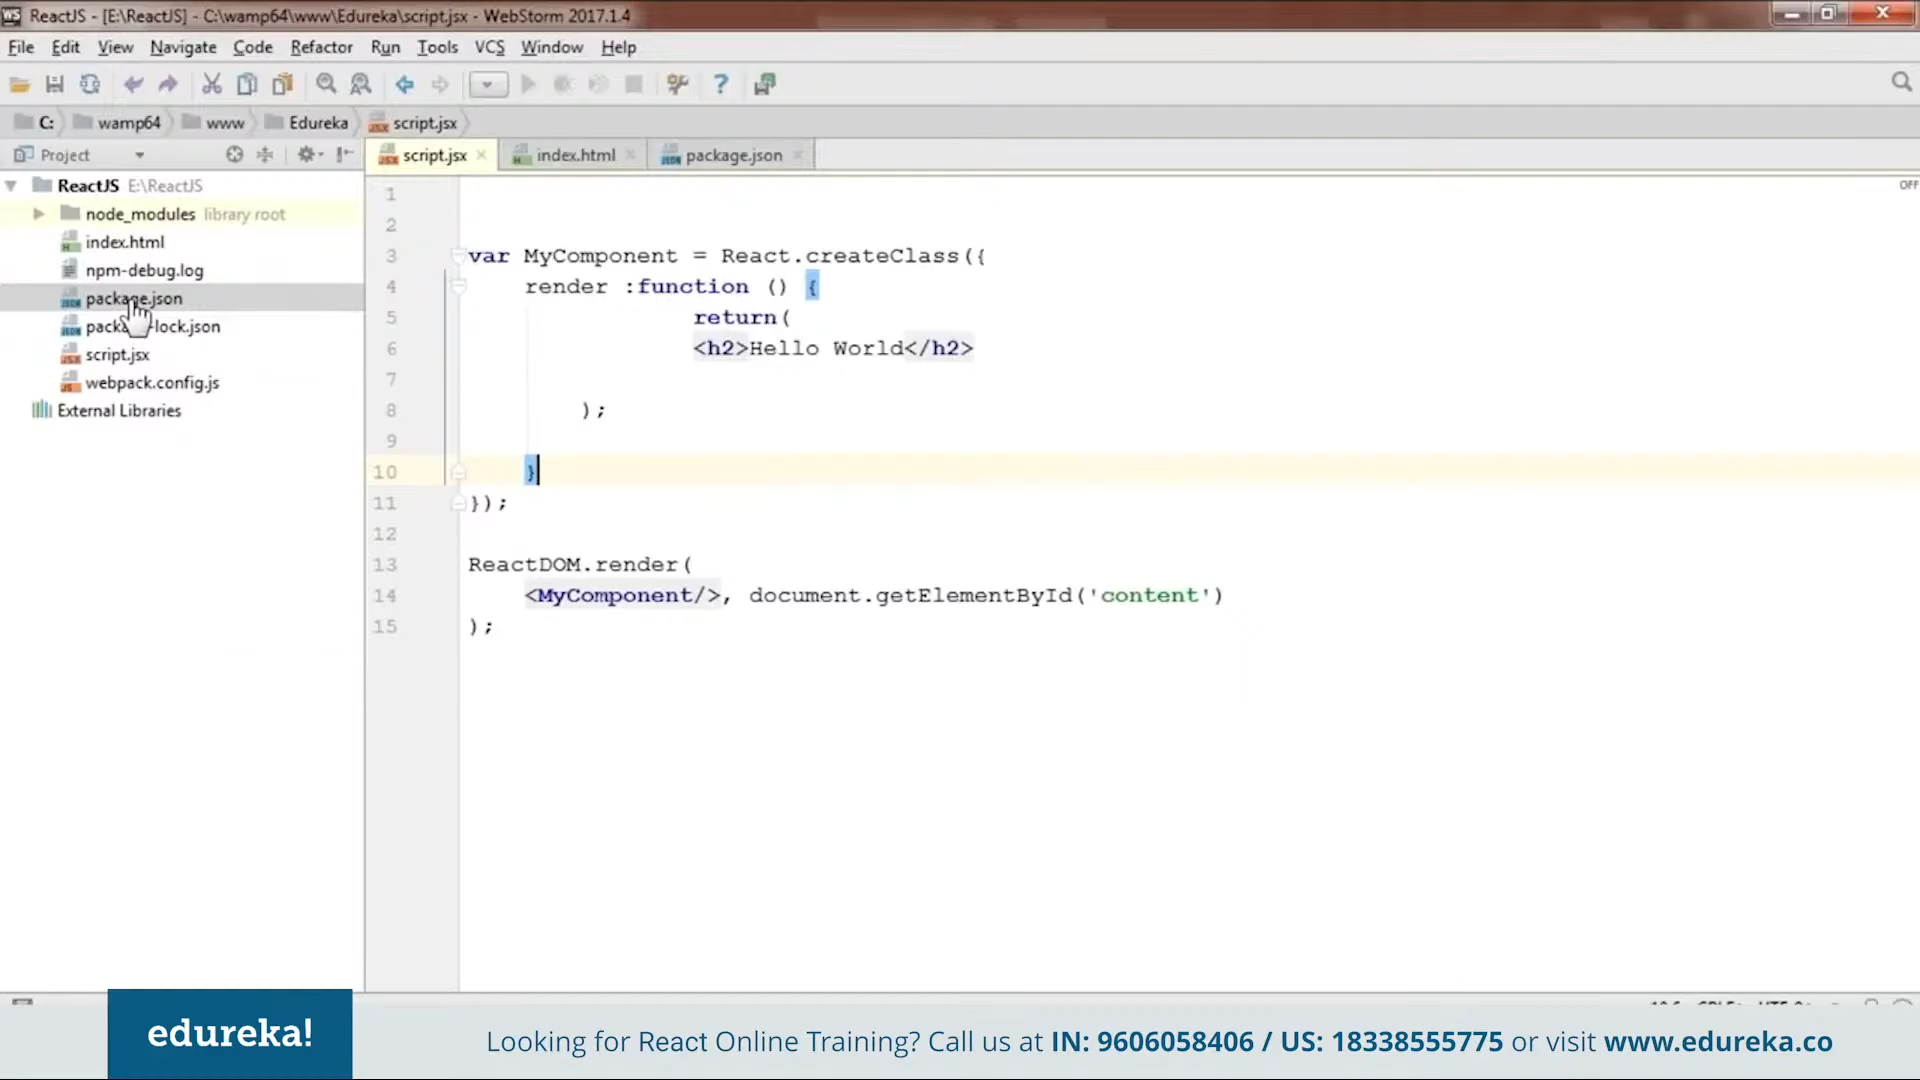 ReactJS - [E:\ReactJS] - C:\wamp64\www\Edureka\script.jsx - WebStorm 2017.1.4
File Edit View Navigate Code Refactor Run Tools VCS Window Help
C: wamp64 www Edureka script.jsx
Project
script.jsx index.html package.json
ReactJS E:\ReactJS
node_modules library root
index.html
npm-debug.log
package.json
script.jsx
webpack.config.js
External Libraries
OFF
1
2
3 var MyComponent = React.createClass({
4 render :function () {
5 return(
6 <h2>Hello World</h2>
7
8 );
9
10 }
11 });
12
13 ReactDOM.render(
14 <MyComponent/>, document.getElementById('content')
15 );
edureka!
Looking for React Online Training? Call us at IN: 9606058406 / US: 18338555775 or visit www.edureka.co